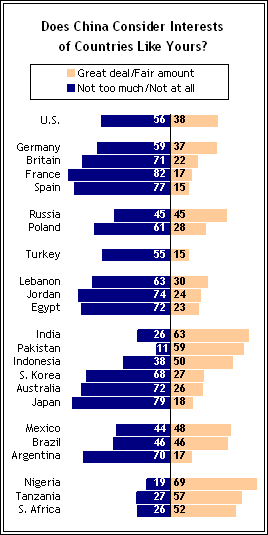 Does China Consider Interests
of Countries Like Yours?
Great deal/Fair amount
Not too much/Not at all
U.S. 56 38
Germany 59 37
Britain 71 22
France 82 17
Spain 77 15
Russia 45 45
Poland 61 28
Turkey 55 15
Lebanon 63 30
Jordan 74 24
Egypt 72 23
India 26 63
Pakistan 11 59
Indonesia 38 50
S. Korea 68 27
Australia 72 26
Japan 79 18
Mexico 44 48
Brazil 46 46
Argentina 70 17
Nigeria 19 69
Tanzania 27 57
S. Africa 26 52